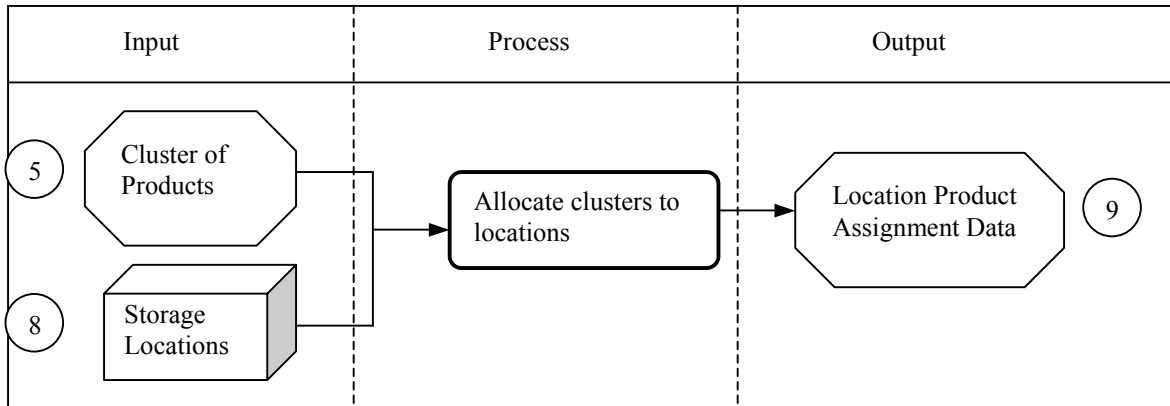 Input
Process
Output
5
Cluster of
Products
Allocate clusters to
locations
Location Product
Assignment Data
9
8
Storage
Locations